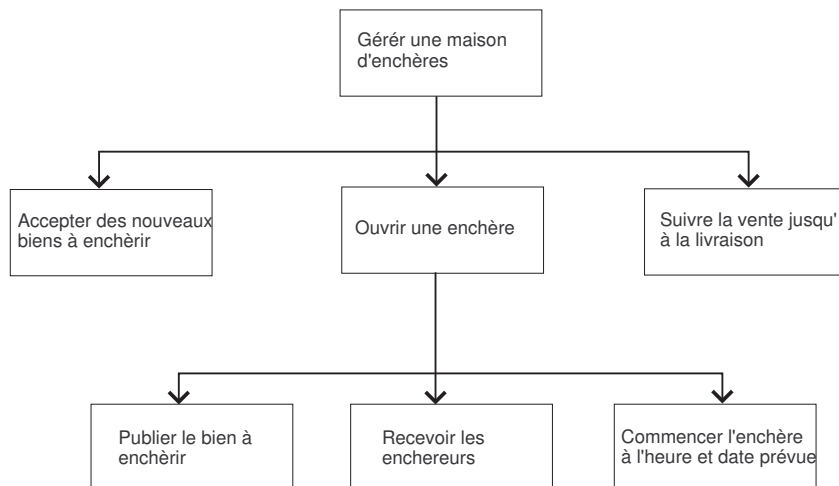 Gérér une maison
d'enchères
Accepter des nouveaux
biens à enchèrir
Ouvrir une enchère
Suivre la vente jusqu'
à la livraison
Publier le bien à
enchèrir
Recevoir les
enchereurs
Commencer l'enchère
à l'heure et date prévue